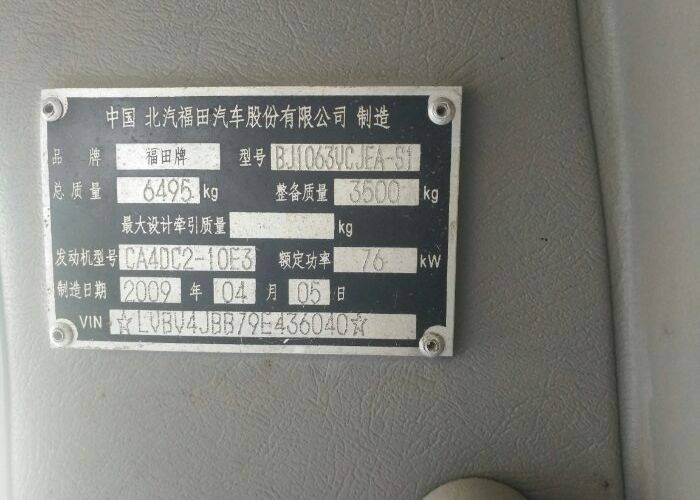 中国 北汽福田汽车股份有限公司 制造
品牌 福田牌 型号 BJ1063VCJEA-S1
总质量 6495 kg 整备质量 3500 kg
最大设计牵引质量 kg
发动机型号 CA4DC2-10E3 额定功率 76 kW
制造日期 2009 年 04 月 05 日
VIN ☆LVBV4JBB79E436040☆